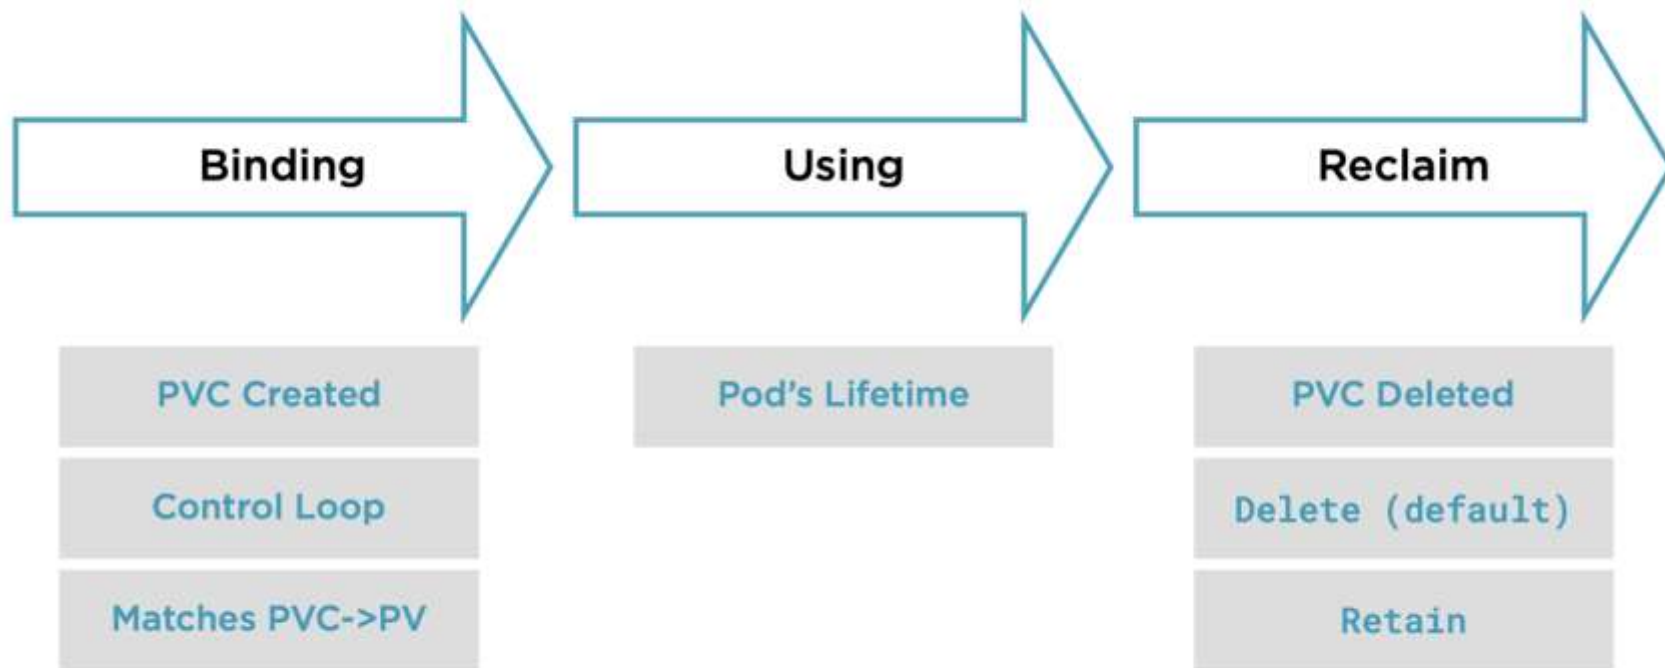 Binding
Using
Reclaim
PVC Created
Control Loop
Matches PVC->PV
Pod's Lifetime
PVC Deleted
Delete (default)
Retain